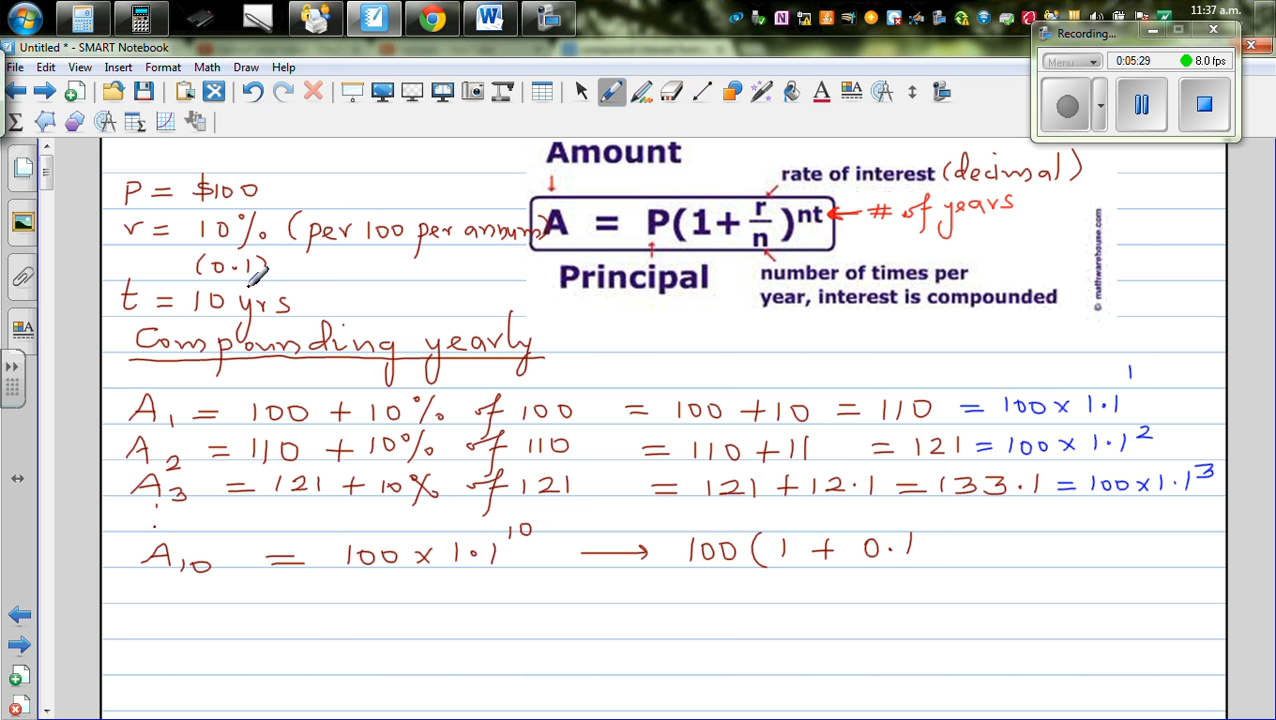 11:37 a.m.
Untitled * - SMART Notebook
Recording...
File Edit View Insert Format Math Draw Help
Menu 0:05:29 8.0 fps
Amount
rate of interest (decimal)
P = $100
A = P(1+ r/n )^nt ← # of years
r = 10% (per 100 per annum)
(0.1)
Principal
number of times per
year, interest is compounded
© mathwarehouse.com
t = 10 yrs
Compounding yearly
A₁ = 100 + 10% of 100 = 100 + 10 = 110 = 100 × 1.1^1
A₂ = 110 + 10% of 110 = 110 + 11 = 121 = 100 × 1.1^2
A₃ = 121 + 10% of 121 = 121 + 12.1 = 133.1 = 100 × 1.1^3
:
A₁₀ = 100 × 1.1^10 → 100 ( 1 + 0.1